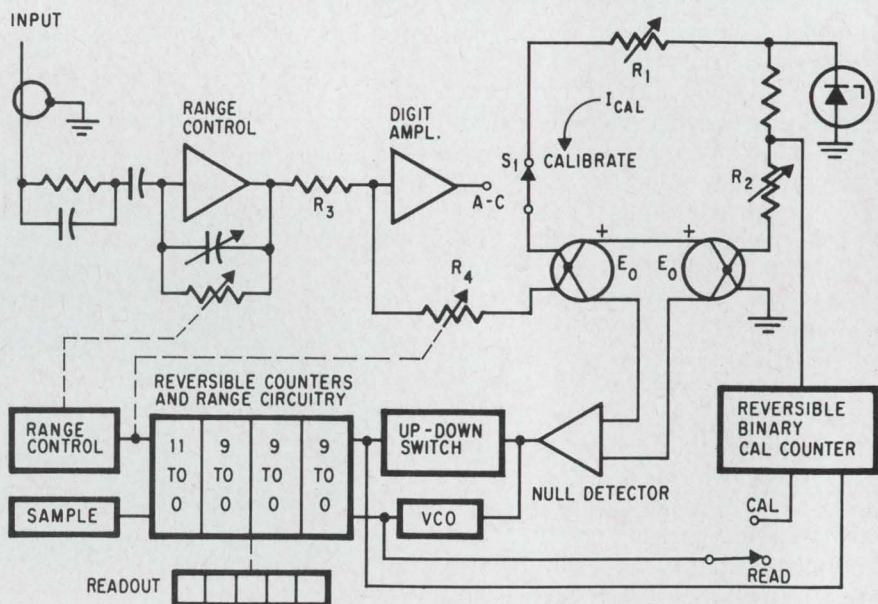 INPUT
RANGE
CONTROL
DIGIT
AMPL.
R3
A-C
S1 CALIBRATE
ICAL
R1
R2
R4
+
E0
+
E0
REVERSIBLE COUNTERS
AND RANGE CIRCUITRY
RANGE
CONTROL
11 9 9 9
TO TO TO TO
0 0 0 0
UP-DOWN
SWITCH
NULL DETECTOR
REVERSIBLE
BINARY
CAL COUNTER
SAMPLE
VCO
CAL
READ
READOUT